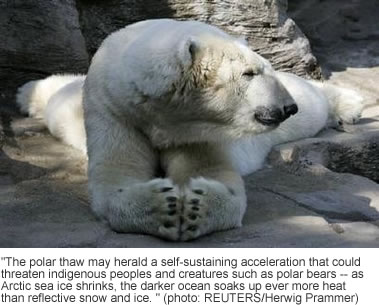 "The polar thaw may herald a self-sustaining acceleration that could
threaten indigenous peoples and creatures such as polar bears -- as
Arctic sea ice shrinks, the darker ocean soaks up ever more heat
than reflective snow and ice. " (photo: REUTERS/Herwig Prammer)